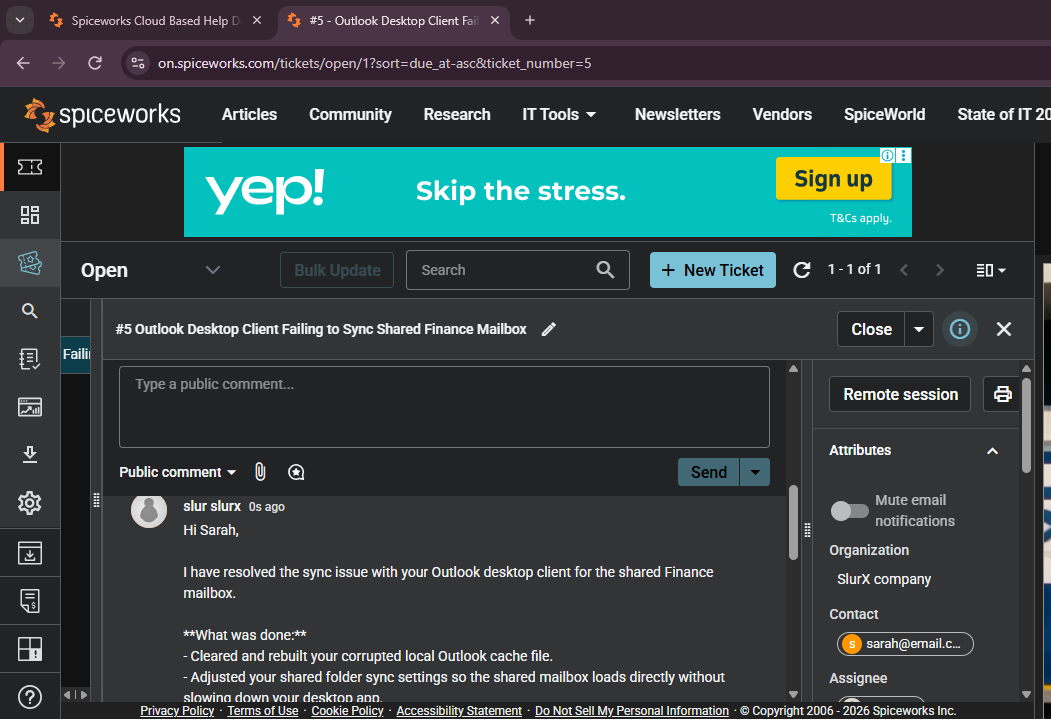 Spiceworks Cloud Based Help D
#5 - Outlook Desktop Client Fail
on.spiceworks.com/tickets/open/1?sort=due_at-asc&ticket_number=5
spiceworks
Articles
Community
Research
IT Tools
Newsletters
Vendors
SpiceWorld
State of IT 20
yep!
Skip the stress.
Sign up
T&Cs apply.
Open
Bulk Update
Search
+ New Ticket
1 - 1 of 1
Failin
#5 Outlook Desktop Client Failing to Sync Shared Finance Mailbox
Close
Type a public comment...
Public comment
Send
slur slurx 0s ago
Hi Sarah,
I have resolved the sync issue with your Outlook desktop client for the shared Finance
mailbox.
**What was done:**
- Cleared and rebuilt your corrupted local Outlook cache file.
- Adjusted your shared folder sync settings so the shared mailbox loads directly without
slowing down your desktop app.
Remote session
Attributes
Mute email
notifications
Organization
SlurX company
Contact
s
sarah@email.c...
Assignee
Privacy Policy · Terms of Use · Cookie Policy · Accessibility Statement · Do Not Sell My Personal Information · © Copyright 2006 - 2026 Spiceworks Inc.